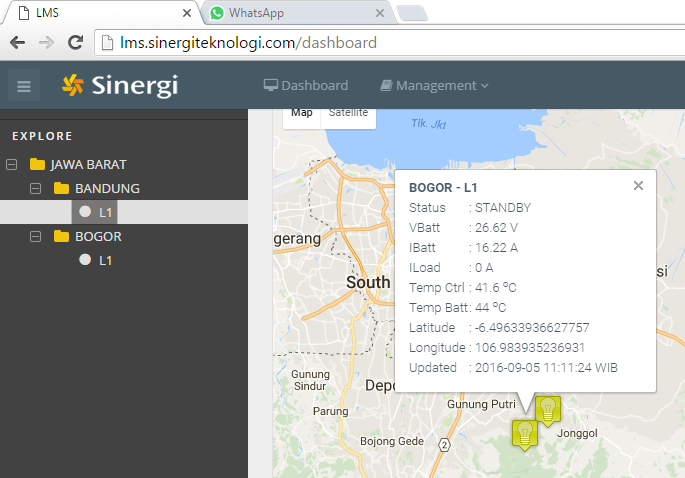 LMS
WhatsApp
lms.sinergiteknologi.com/dashboard
Sinergi
Dashboard
Management
EXPLORE
JAWA BARAT
BANDUNG
L1
BOGOR
L1
Map
Satellite
Tlk. Jkt
gerang
South
si
BOGOR - L1
Status : STANDBY
VBatt : 26.62 V
IBatt : 16.22 A
ILoad : 0 A
Temp Ctrl : 41.6 °C
Temp Batt : 44 °C
Latitude : -6.49633936627757
Longitude : 106.983935236931
Updated : 2016-09-05 11:11:24 WIB
Gunung
Sindur
Depo
Parung
Gunung Putri
Bojong Gede
2
Jonggol